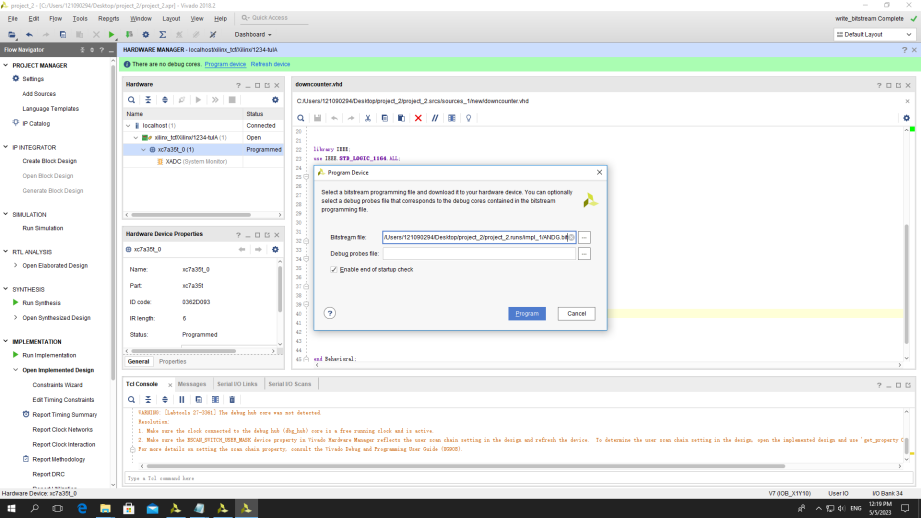 project_2 - [C:/Users/121090294/Desktop/project_2/project_2.xpr] - Vivado 2018.2
File Edit Flow Tools Reports Window Layout View Help Quick Access
write_bitstream Complete
Dashboard
Default Layout
Flow Navigator
HARDWARE MANAGER - localhost/xilinx_tcf/Xilinx/1234-tulA
There are no debug cores. Program device Refresh device
PROJECT MANAGER
Settings
Add Sources
Language Templates
IP Catalog
IP INTEGRATOR
Create Block Design
Open Block Design
Generate Block Design
SIMULATION
Run Simulation
RTL ANALYSIS
Open Elaborated Design
SYNTHESIS
Run Synthesis
Open Synthesized Design
IMPLEMENTATION
Run Implementation
Open Implemented Design
Constraints Wizard
Edit Timing Constraints
Report Timing Summary
Report Clock Networks
Report Clock Interaction
Report Methodology
Report DRC
Hardware
Name Status
localhost (1) Connected
xilinx_tcf/Xilinx/1234-tulA Open
xc7a35t_0 (1) Programmed
XADC (System Monitor)
Hardware Device Properties
xc7a35t_0
Name: xc7a35t_0
Part: xc7a35t
ID code: 0362D093
IR length: 6
Status: Programmed
General Properties
downcounter.vhd
C:/Users/121090294/Desktop/project_2/project_2.srcs/sources_1/new/downcounter.vhd
library IEEE;
use IEEE.STD_LOGIC_1164.ALL;
end Behavioral;
Program Device
Select a bitstream programming file and download it to your hardware device. You can optionally
select a debug probes file that corresponds to the debug cores contained in the bitstream
programming file.
Bitstream file: /Users/121090294/Desktop/project_2/project_2.runs/impl_1/ANDG.bit
Debug probes file:
Enable end of startup check
Program Cancel
Tcl Console Messages Serial I/O Links Serial I/O Scans
WARNING: [Labtools 27-3361] The debug hub core was not detected.
Resolution:
1. Make sure the clock connected to the debug hub (dbg_hub) core is a free running clock and is active.
2. Make sure the BSCAN_SWITCH_USER_MASK device property in Vivado Hardware Manager reflects the user scan chain setting in the design and refresh the device. To determine the user scan chain setting in the design, open the implemented design and use 'get_property C
For more details on setting the scan chain property, consult the Vivado Debug and Programming User Guide (UG908).
Type a Tcl command here
Hardware Device: xc7a35t_0
V7 (IOB_X1Y10) User IO I/O Bank 34
ENG
12:19 PM
5/5/2023